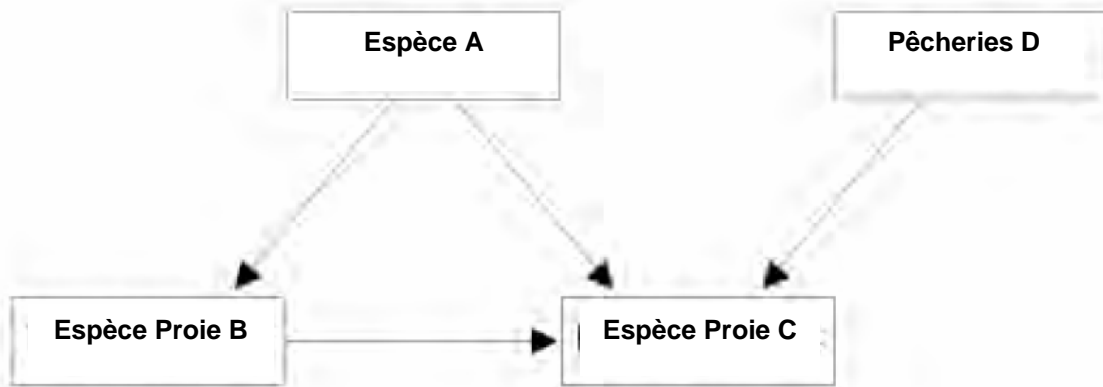 Espèce A
Pêcheries D
Espèce Proie B
Espèce Proie C